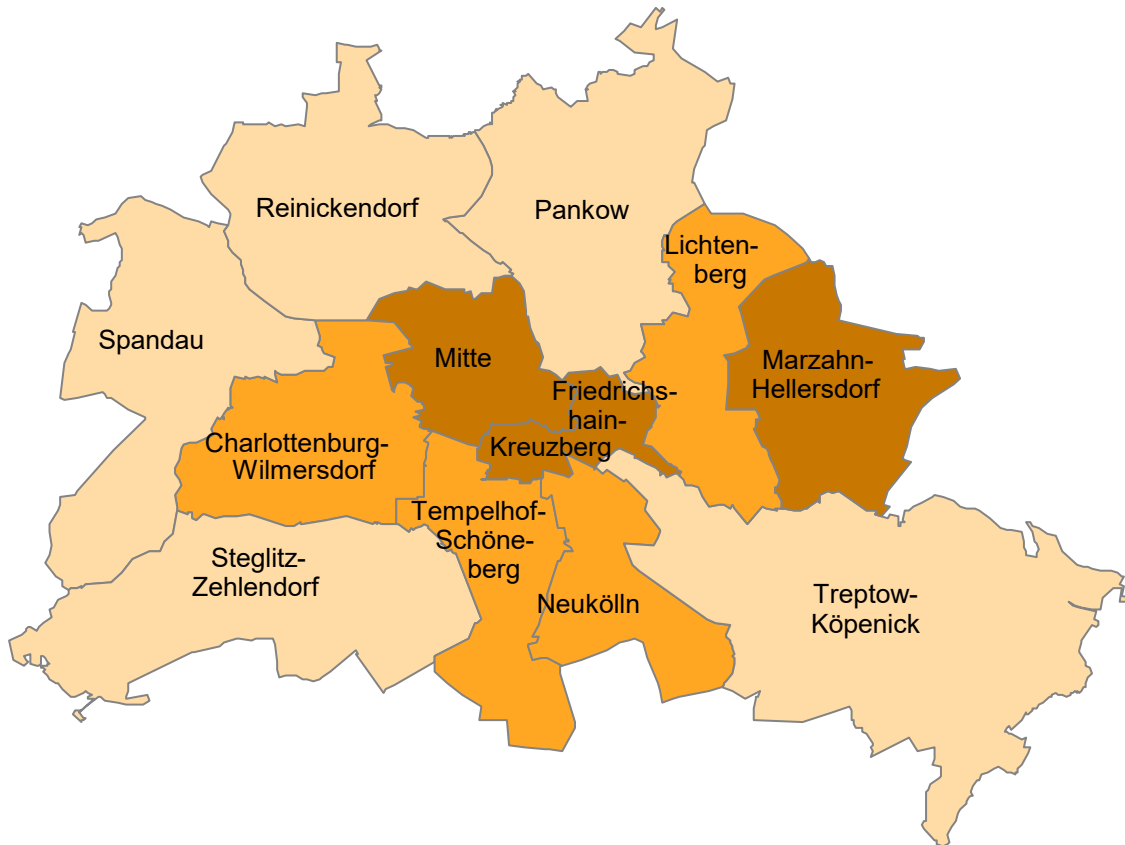 Reinickendorf
Pankow
Lichten-
berg
Spandau
Mitte
Marzahn-
Hellersdorf
Friedrichs-
hain-
Kreuzberg
Charlottenburg-
Wilmersdorf
Tempelhof-
Schöne-
berg
Steglitz-
Zehlendorf
Neukölln
Treptow-
Köpenick